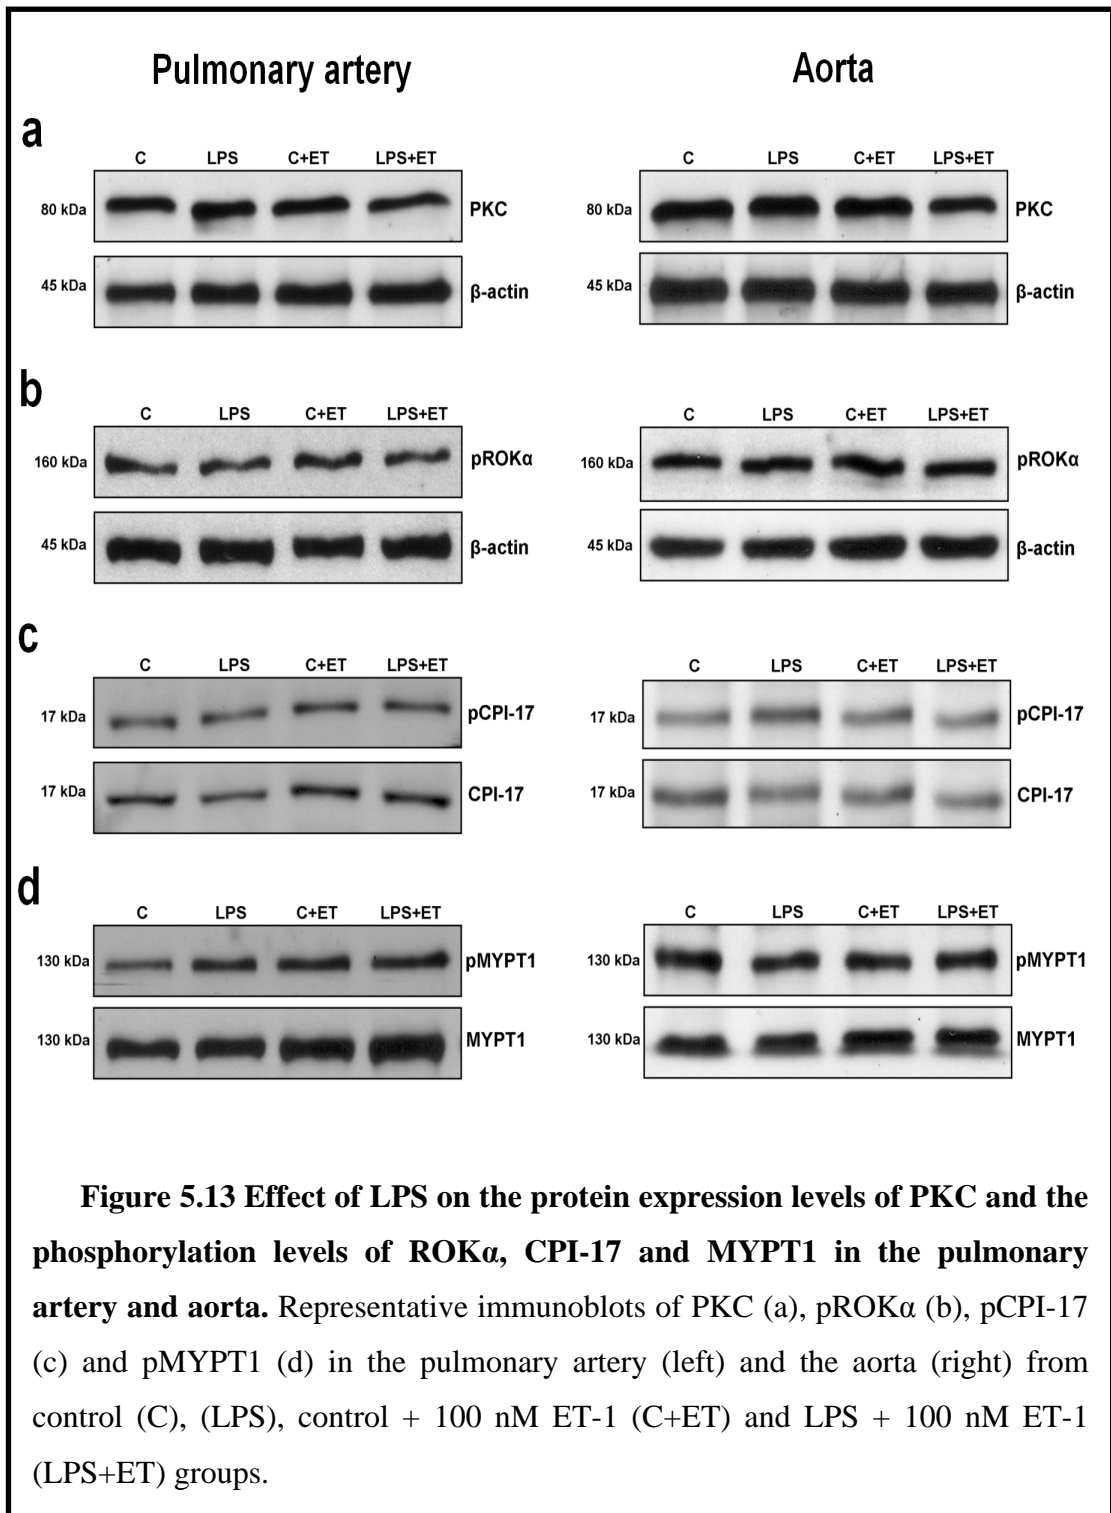 Pulmonary artery Aorta
a
C LPS C+ET LPS+ET C LPS C+ET LPS+ET
80 kDa PKC 80 kDa PKC
45 kDa β-actin 45 kDa β-actin
b
C LPS C+ET LPS+ET C LPS C+ET LPS+ET
160 kDa pROKα 160 kDa pROKα
45 kDa β-actin 45 kDa β-actin
c
C LPS C+ET LPS+ET C LPS C+ET LPS+ET
17 kDa pCPI-17 17 kDa pCPI-17
17 kDa CPI-17 17 kDa CPI-17
d
C LPS C+ET LPS+ET C LPS C+ET LPS+ET
130 kDa pMYPT1 130 kDa pMYPT1
130 kDa MYPT1 130 kDa MYPT1
Figure 5.13 Effect of LPS on the protein expression levels of PKC and the
phosphorylation levels of ROKα, CPI-17 and MYPT1 in the pulmonary
artery and aorta. Representative immunoblots of PKC (a), pROKα (b), pCPI-17
(c) and pMYPT1 (d) in the pulmonary artery (left) and the aorta (right) from
control (C), (LPS), control + 100 nM ET-1 (C+ET) and LPS + 100 nM ET-1
(LPS+ET) groups.